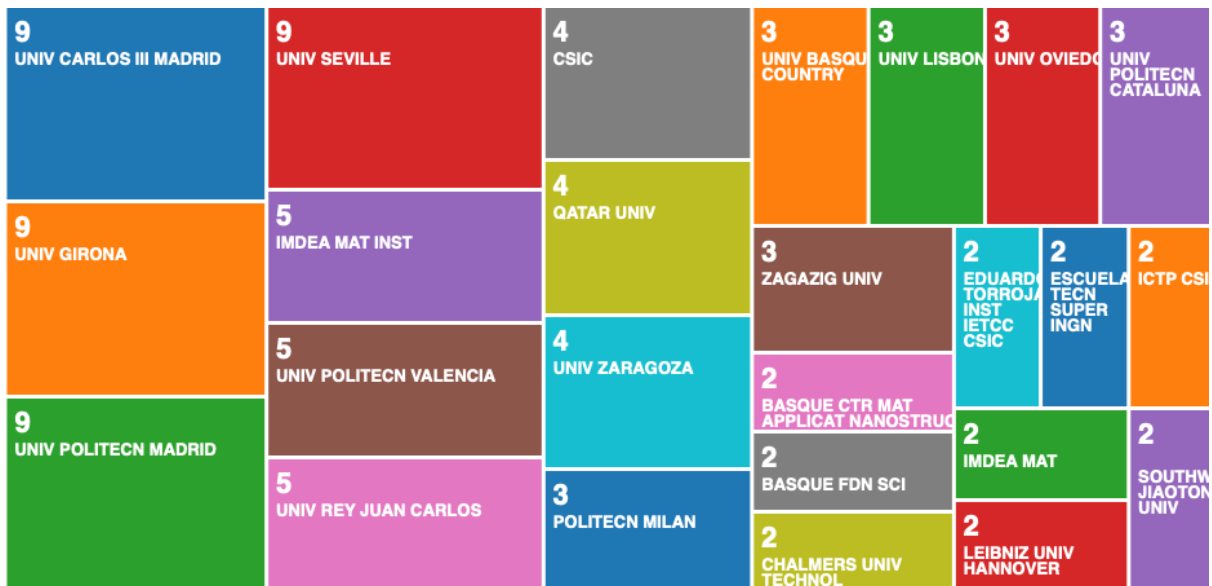 9
UNIV CARLOS III MADRID
9
UNIV GIRONA
9
UNIV POLITECN MADRID
9
UNIV SEVILLE
5
IMDEA MAT INST
5
UNIV POLITECN VALENCIA
5
UNIV REY JUAN CARLOS
4
CSIC
4
QATAR UNIV
4
UNIV ZARAGOZA
3
POLITECN MILAN
3
UNIV BASQU
COUNTRY
3
UNIV LISBON
3
UNIV OVIEDO
3
UNIV
POLITECN
CATALUNA
3
ZAGAZIG UNIV
2
BASQUE CTR MAT
APPLICAT NANOSTRUC
2
BASQUE FDN SCI
2
CHALMERS UNIV
TECHNOL
2
EDUARDO
TORROJA
INST
IETCC
CSIC
2
ESCUELA
TECN
SUPER
INGN
2
ICTP CSI
2
IMDEA MAT
2
LEIBNIZ UNIV
HANNOVER
2
SOUTHW
JIAOTON
UNIV